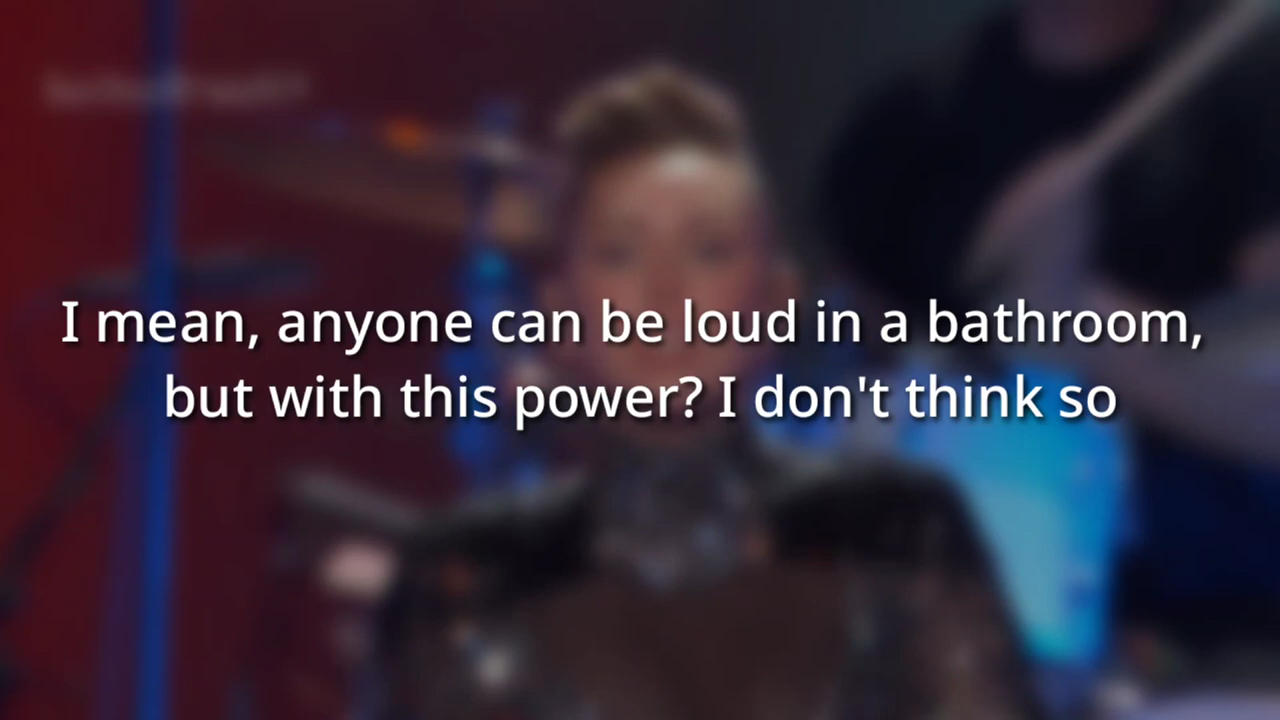 I mean, anyone can be loud in a bathroom,
but with this power? I don't think so